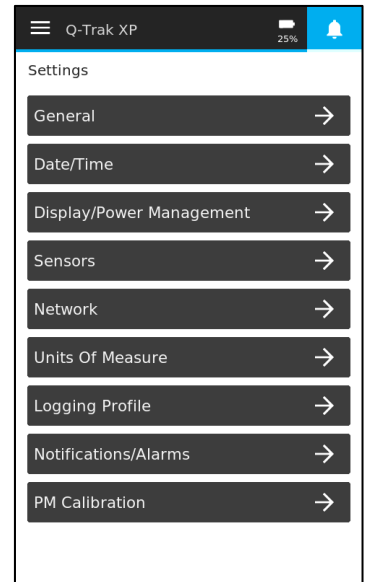 Q-Trak XP
25%
Settings
General
Date/Time
Display/Power Management
Sensors
Network
Units Of Measure
Logging Profile
Notifications/Alarms
PM Calibration